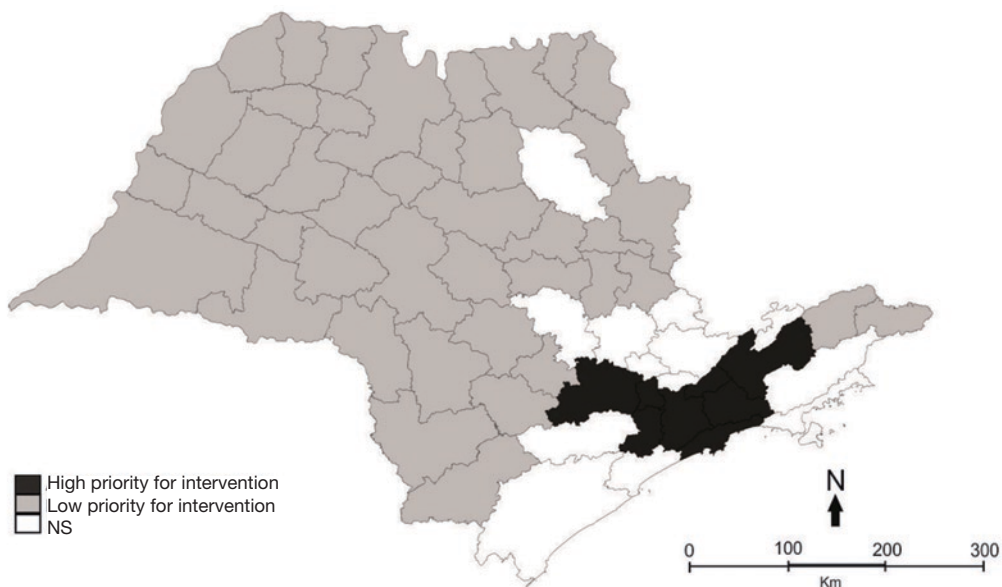 High priority for intervention
Low priority for intervention
NS
N
0 100 200 300
Km